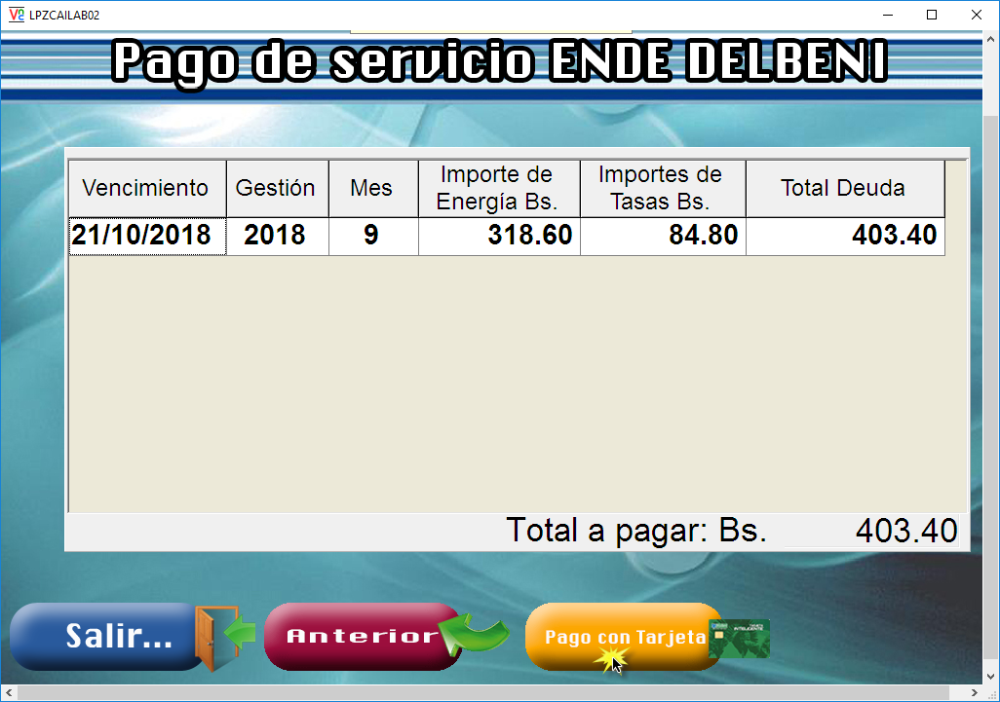 LPZCAILAB02
Pago de servicio ENDE DELBENI
Vencimiento Gestión Mes Importe de Energía Bs. Importes de Tasas Bs. Total Deuda
21/10/2018 2018 9 318.60 84.80 403.40
Total a pagar: Bs. 403.40
Salir... Anterior Pago con Tarjeta